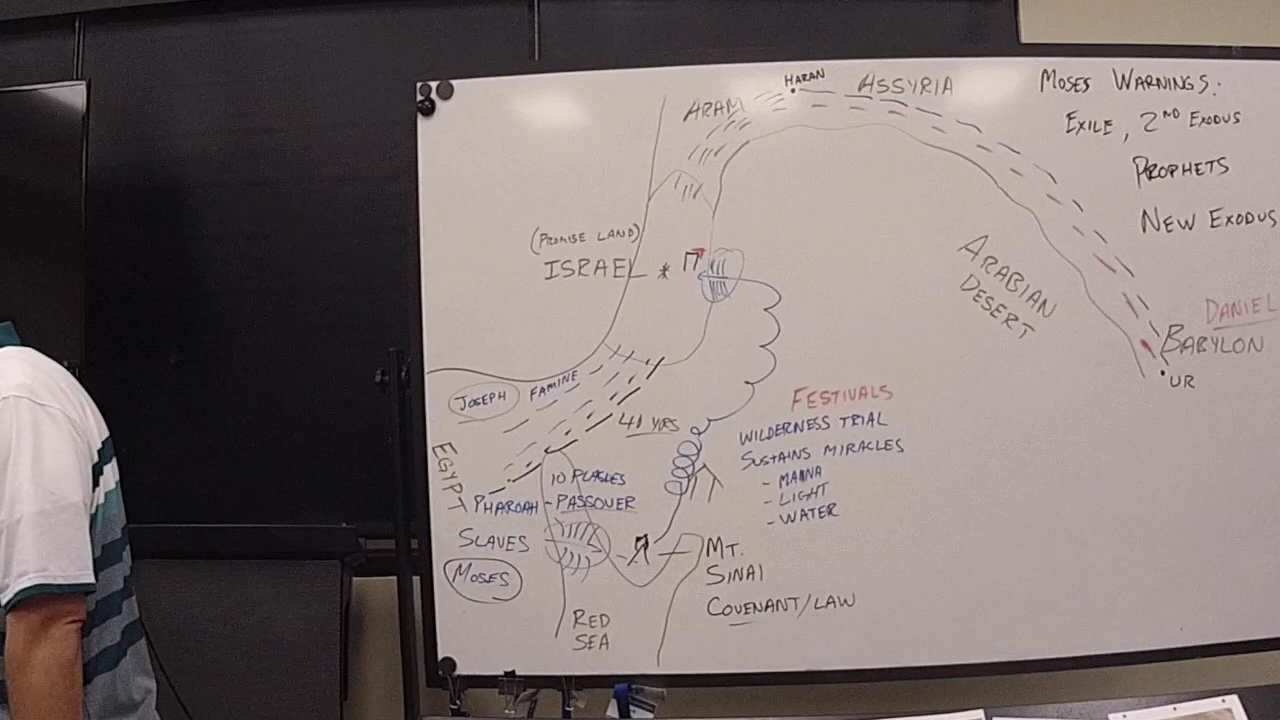 HARAN
ASSYRIA
ARAM
MOSES WARNINGS:
EXILE, 2ND EXODUS
PROPHETS
NEW EXODUS
(PROMISE LAND)
ISRAEL *
ARABIAN
DESERT
DANIEL
BABYLON
UR
JOSEPH
FAMINE
EGYPT
40 YRS
FESTIVALS
WILDERNESS TRIAL
SUSTAINS MIRACLES
- MANNA
- LIGHT
- WATER
10 PLAGUES
PHAROAH - PASSOVER
SLAVES
MOSES
RED
SEA
MT.
SINAI
COVENANT/LAW